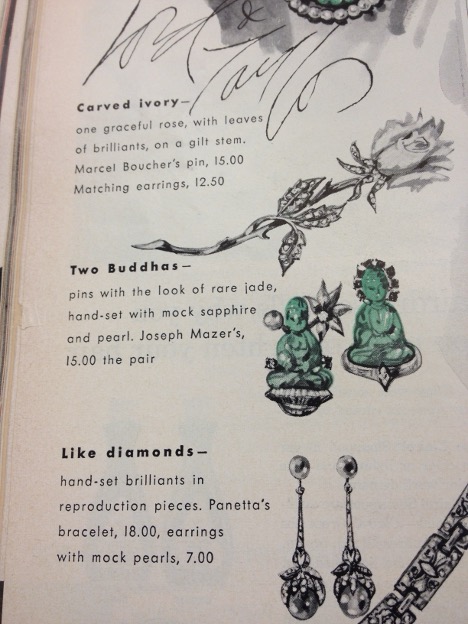 Lord & Taylor
Carved ivory—
one graceful rose, with leaves
of brilliants, on a gilt stem.
Marcel Boucher's pin, 15.00
Matching earrings, 12.50
Two Buddhas—
pins with the look of rare jade,
hand-set with mock sapphire
and pearl. Joseph Mazer's,
15.00 the pair
Like diamonds—
hand-set brilliants in
reproduction pieces. Panetta's
bracelet, 18.00, earrings
with mock pearls, 7.00